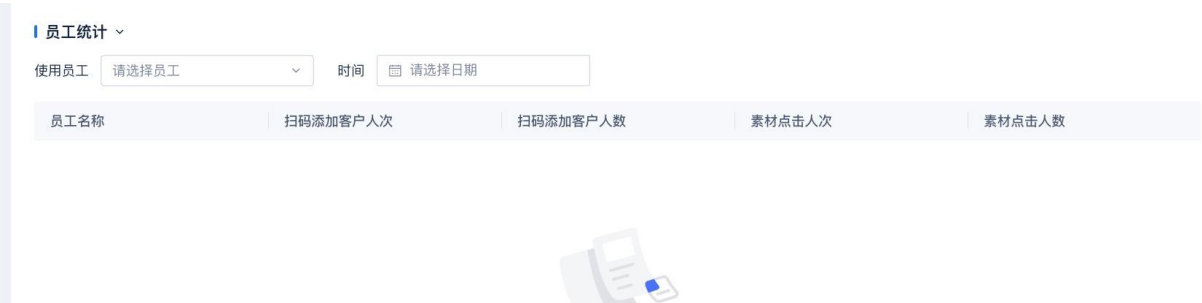 员工统计
使用员工 请选择员工 时间 请选择日期
员工名称 扫码添加客户人次 扫码添加客户人数 素材点击人次 素材点击人数